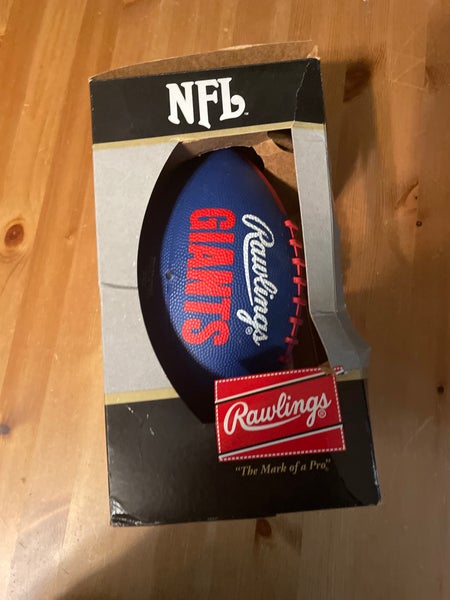 NFL
Rawlings®
GIANTS
Rawlings®
"The Mark of a Pro"